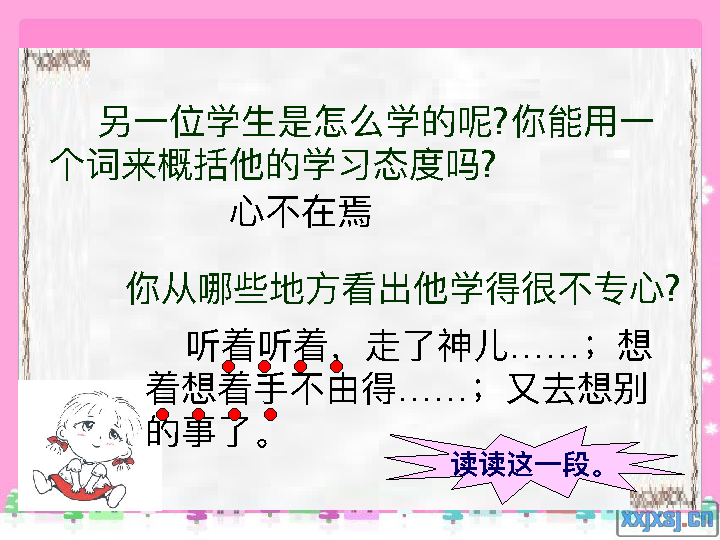 另一位学生是怎么学的呢?你能用一
个词来概括他的学习态度吗?
心不在焉
你从哪些地方看出他学得很不专心?
听着听着，走了神儿……；想
着想着手不由得……；又去想别
的事了。
读读这一段。
xxjxsj.cn